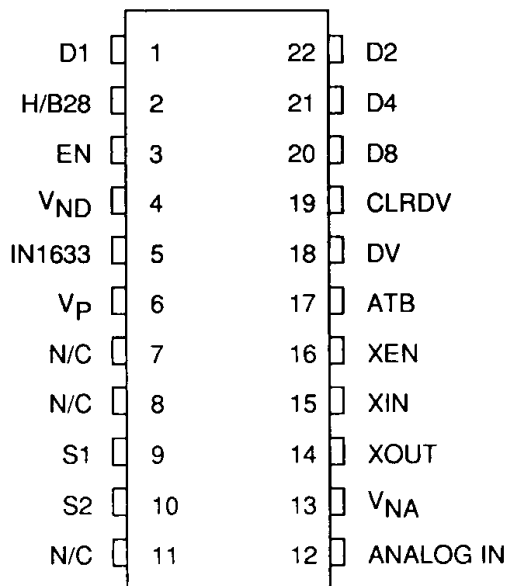 D1 1 22 D2
H/B28 2 21 D4
EN 3 20 D8
VND 4 19 CLRDV
IN1633 5 18 DV
VP 6 17 ATB
N/C 7 16 XEN
N/C 8 15 XIN
S1 9 14 XOUT
S2 10 13 VNA
N/C 11 12 ANALOG IN